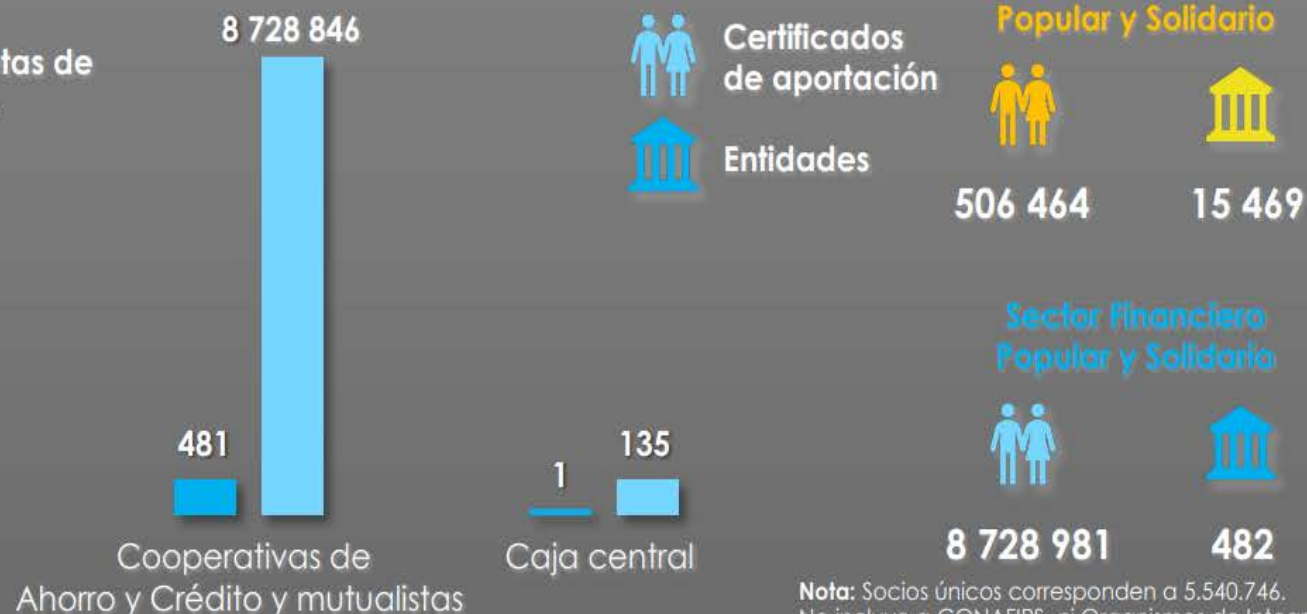 8 728 846
tas de
481
135
1
Cooperativas de
Ahorro y Crédito y mutualistas
Caja central
Certificados
de aportación
Entidades
Popular y Solidario
506 464
15 469
Sector Financiero
Popular y Solidario
8 728 981
482
Nota: Socios únicos corresponden a 5.540.746.